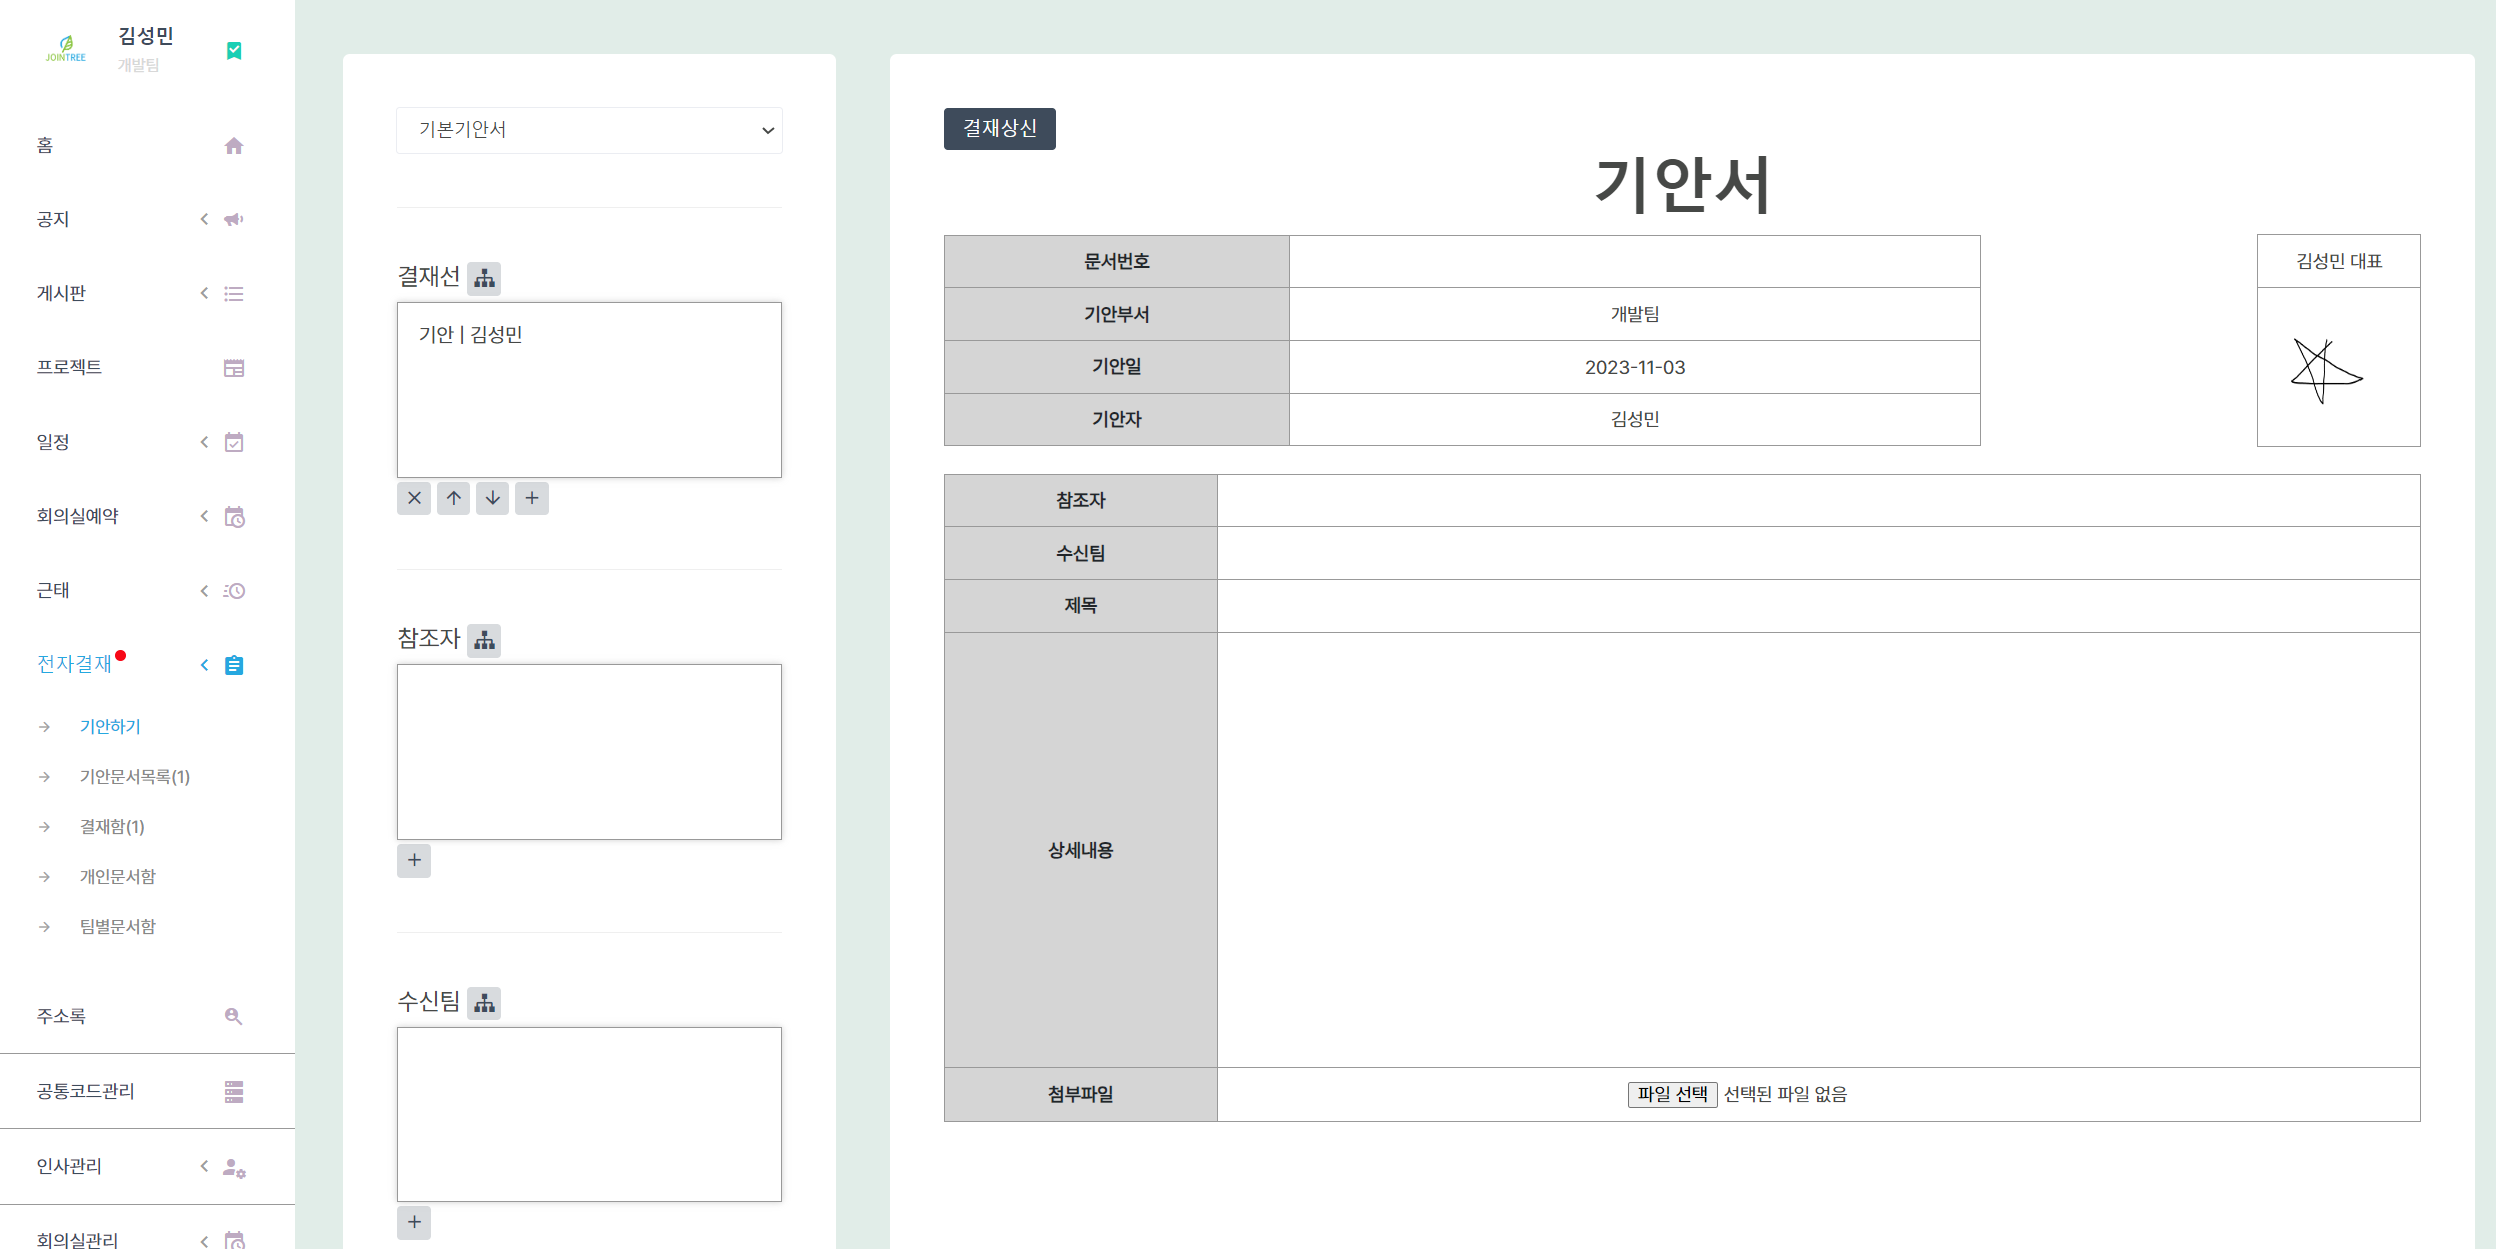 JOINTREE
김성민
개발팀
홈
공지
게시판
프로젝트
일정
회의실예약
근태
전자결재
기안하기
기안문서목록(1)
결재함(1)
개인문서함
팀별문서함
주소록
공통코드관리
인사관리
회의실관리
기본기안서
결재선
기안 | 김성민
참조자
수신팀
결재상신
기안서
문서번호
기안부서 개발팀
기안일 2023-11-03
기안자 김성민
김성민 대표
참조자
수신팀
제목
상세내용
첨부파일 파일 선택 선택된 파일 없음